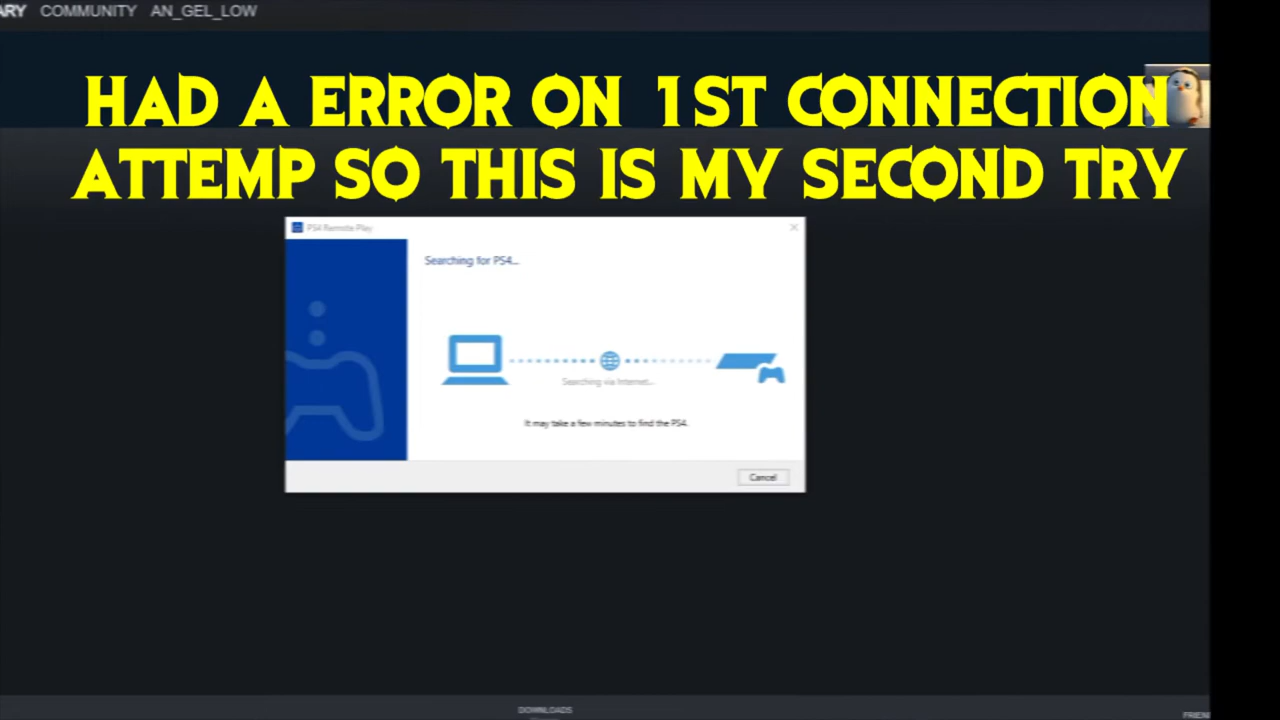 ARY COMMUNITY AN_GEL_LOW
HAD A ERROR ON 1ST CONNECTION
ATTEMP SO THIS IS MY SECOND TRY
PS4 Remote Play
Searching for PS4...
Searching via Internet...
It may take a few minutes to find the PS4.
Cancel
DOWNLOADS
FRIEN